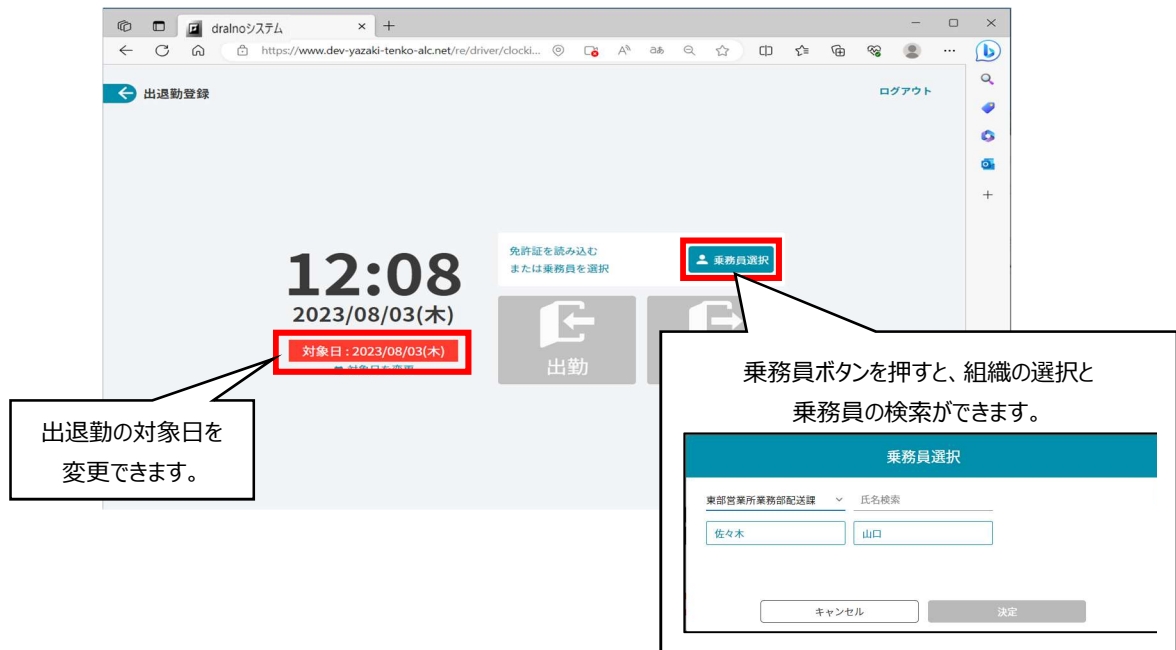 dralnoシステム
https://www.dev-yazaki-tenko-alc.net/re/driver/clocki...
出退勤登録
ログアウト
12:08
2023/08/03(木)
対象日：2023/08/03(木)
免許証を読み込む
または乗務員を選択
乗務員選択
出勤
出退勤の対象日を
変更できます。
乗務員ボタンを押すと、組織の選択と
乗務員の検索ができます。
乗務員選択
東部営業所業務部配送課
氏名検索
佐々木
山口
キャンセル
決定